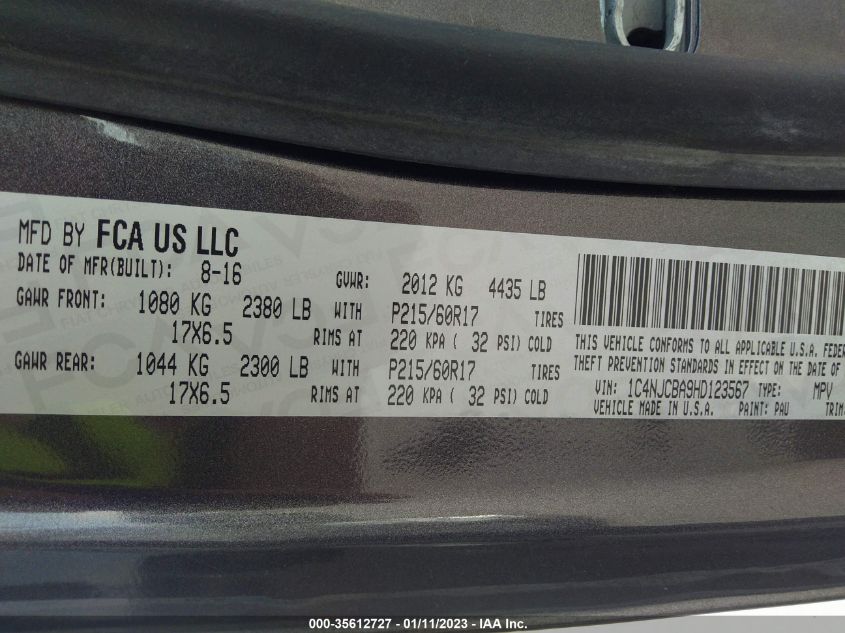 MFD BY FCA US LLC
DATE OF MFR(BUILT): 8-16 GVWR: 2012 KG 4435 LB
GAWR FRONT: 1080 KG 2380 LB WITH P215/60R17 TIRES
17X6.5 RIMS AT 220 KPA ( 32 PSI) COLD
GAWR REAR: 1044 KG 2300 LB WITH P215/60R17 TIRES
17X6.5 RIMS AT 220 KPA ( 32 PSI) COLD
THIS VEHICLE CONFORMS TO ALL APPLICABLE U.S.A. FEDER
THEFT PREVENTION STANDARDS IN EFFECT ON THE DATE OF
VIN: 1C4NJCBA9HD123567 TYPE: MPV
VEHICLE MADE IN U.S.A. PAINT: PAU TRIM:
000-35612727 - 01/11/2023 - IAA Inc.